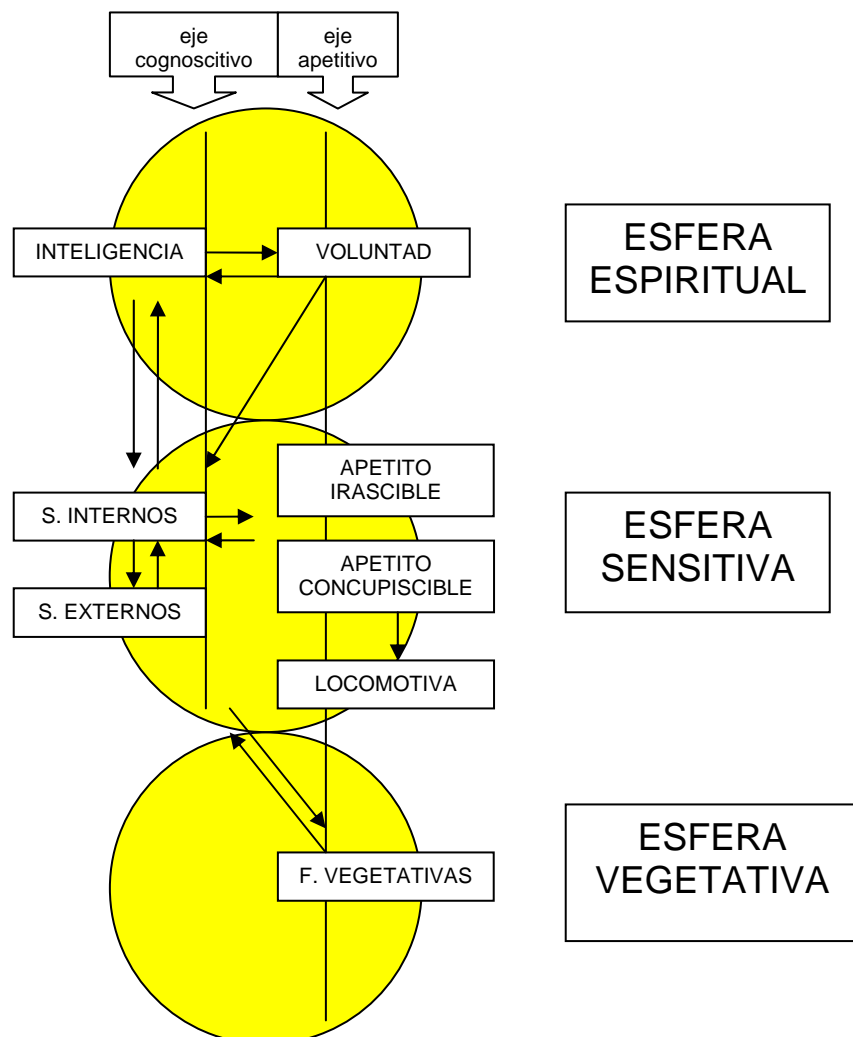 eje
cognoscitivo
eje
apetitivo
INTELIGENCIA
VOLUNTAD
ESFERA
ESPIRITUAL
APETITO
IRASCIBLE
S. INTERNOS
APETITO
CONCUPISCIBLE
S. EXTERNOS
LOCOMOTIVA
ESFERA
SENSITIVA
F. VEGETATIVAS
ESFERA
VEGETATIVA